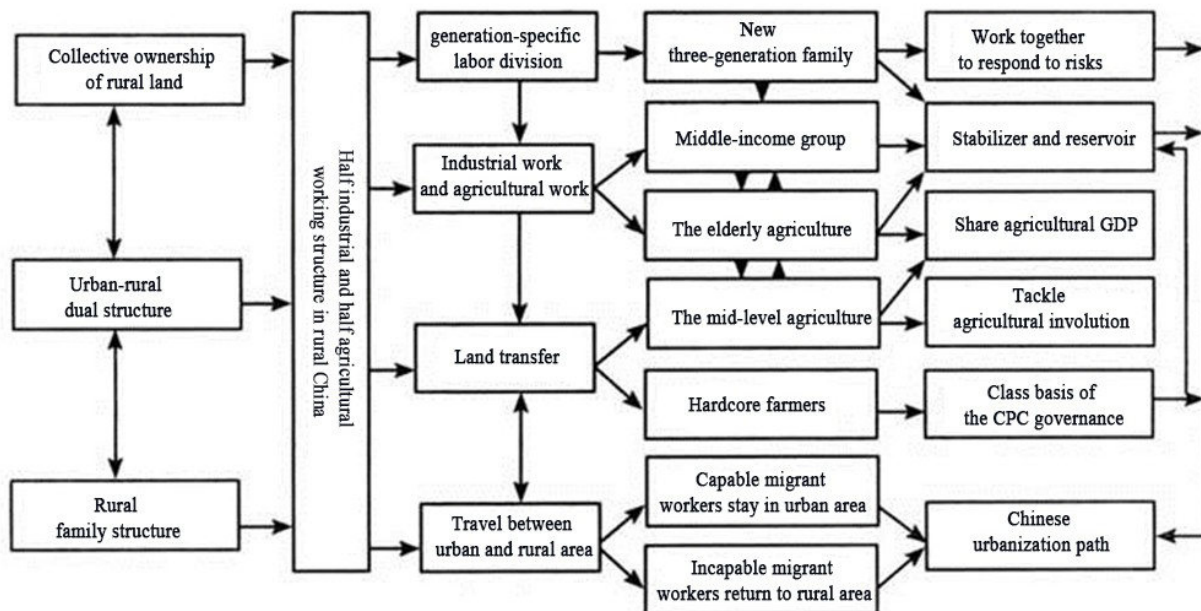 Collective ownership
of rural land
Urban-rural
dual structure
Rural
family structure
Half industrial and half agricultural
working structure in rural China
generation-specific
labor division
Industrial work
and agricultural work
Land transfer
Travel between
urban and rural area
New
three-generation family
Middle-income group
The elderly agriculture
The mid-level agriculture
Hardcore farmers
Capable migrant
workers stay in urban area
Incapable migrant
workers return to rural area
Work together
to respond to risks
Stabilizer and reservoir
Share agricultural GDP
Tackle
agricultural involution
Class basis of
the CPC governance
Chinese
urbanization path